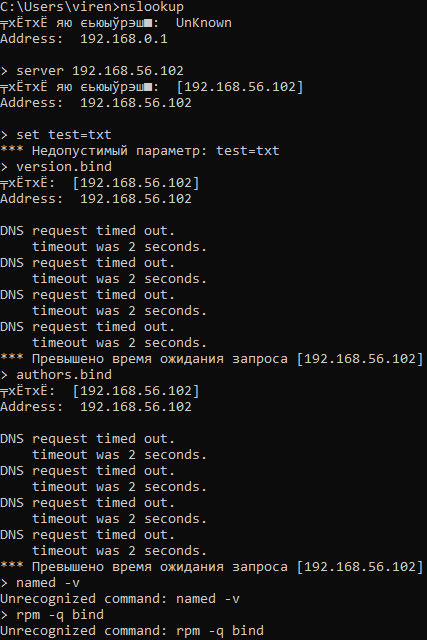 C:\Users\viren>nslookup
╤хЁтхЁ яю єьюыўрэш■:  UnKnown
Address:  192.168.0.1
> server 192.168.56.102
╤хЁтхЁ яю єьюыўрэш■:  [192.168.56.102]
Address:  192.168.56.102
> set test=txt
*** Недопустимый параметр: test=txt
> version.bind
╤хЁтхЁ:  [192.168.56.102]
Address:  192.168.56.102
DNS request timed out.
    timeout was 2 seconds.
DNS request timed out.
    timeout was 2 seconds.
DNS request timed out.
    timeout was 2 seconds.
DNS request timed out.
    timeout was 2 seconds.
*** Превышено время ожидания запроса [192.168.56.102]
> authors.bind
╤хЁтхЁ:  [192.168.56.102]
Address:  192.168.56.102
DNS request timed out.
    timeout was 2 seconds.
DNS request timed out.
    timeout was 2 seconds.
DNS request timed out.
    timeout was 2 seconds.
DNS request timed out.
    timeout was 2 seconds.
*** Превышено время ожидания запроса [192.168.56.102]
> named -v
Unrecognized command: named -v
> rpm -q bind
Unrecognized command: rpm -q bind